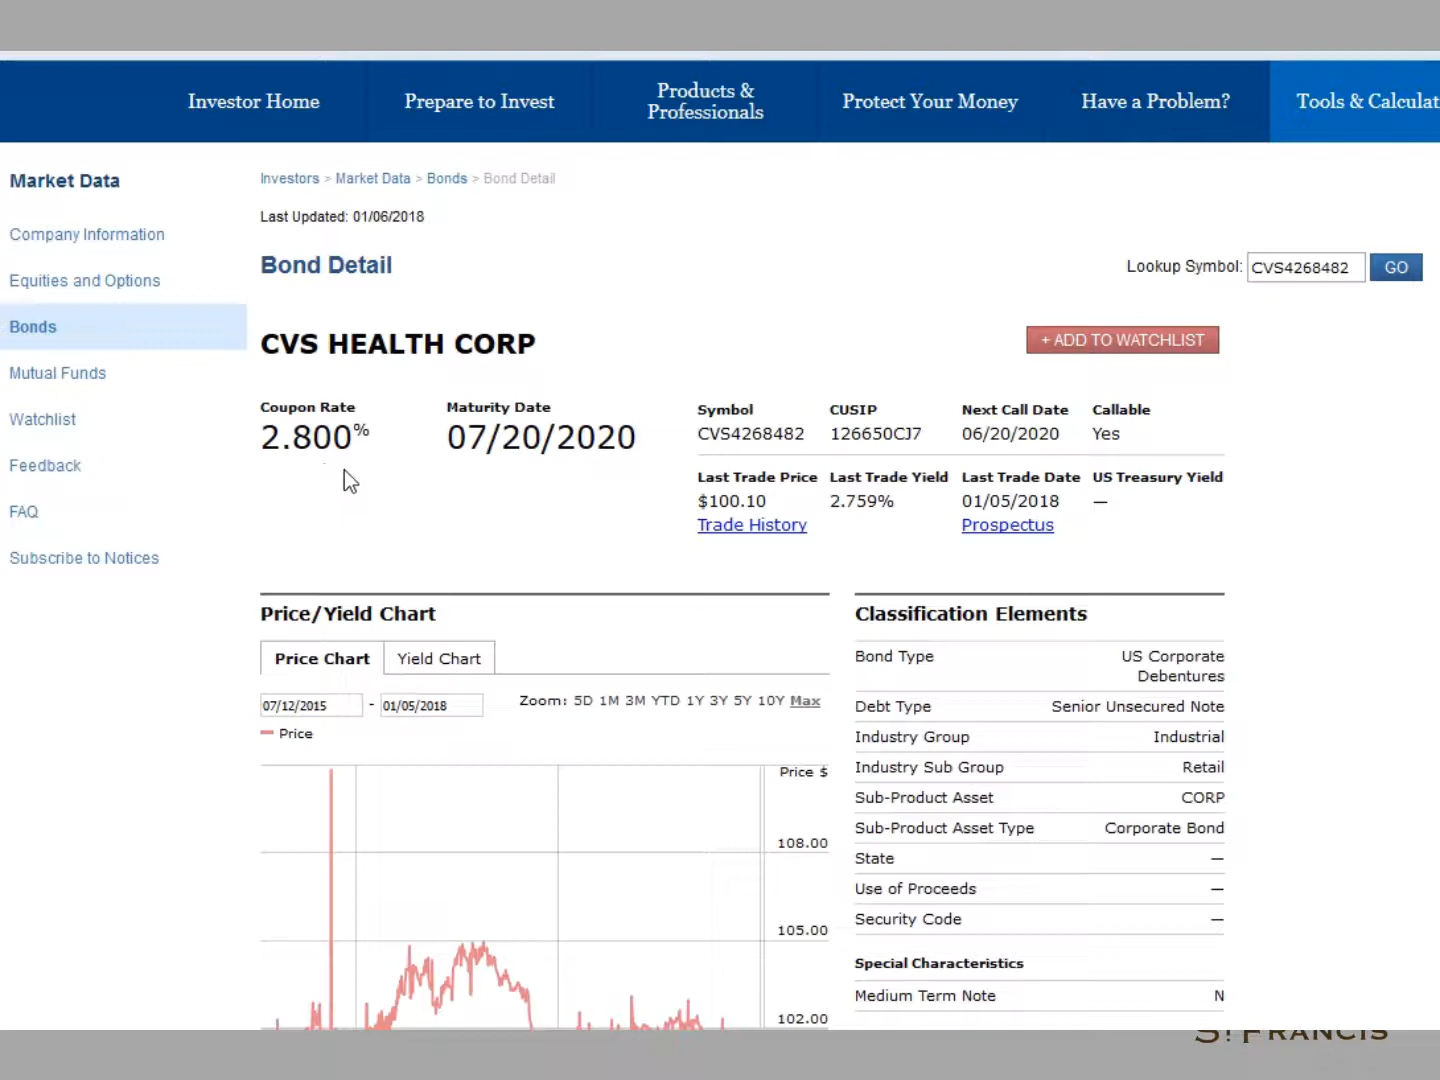 Investor Home
Prepare to Invest
Products &
Professionals
Protect Your Money
Have a Problem?
Tools & Calculat
Market Data
Company Information
Equities and Options
Bonds
Mutual Funds
Watchlist
Feedback
FAQ
Subscribe to Notices
Investors > Market Data > Bonds > Bond Detail
Last Updated: 01/06/2018
Bond Detail
Lookup Symbol: CVS4268482 GO
CVS HEALTH CORP
+ ADD TO WATCHLIST
Coupon Rate
2.800%
Maturity Date
07/20/2020
Symbol CUSIP Next Call Date Callable
CVS4268482 126650CJ7 06/20/2020 Yes
Last Trade Price Last Trade Yield Last Trade Date US Treasury Yield
$100.10 2.759% 01/05/2018 —
Trade History Prospectus
Price/Yield Chart
Price Chart Yield Chart
07/12/2015 - 01/05/2018 Zoom: 5D 1M 3M YTD 1Y 3Y 5Y 10Y Max
Price
Price $
108.00
105.00
102.00
Classification Elements
Bond Type US Corporate
Debentures
Debt Type Senior Unsecured Note
Industry Group Industrial
Industry Sub Group Retail
Sub-Product Asset CORP
Sub-Product Asset Type Corporate Bond
State —
Use of Proceeds —
Security Code —
Special Characteristics
Medium Term Note N
ST FRANCIS